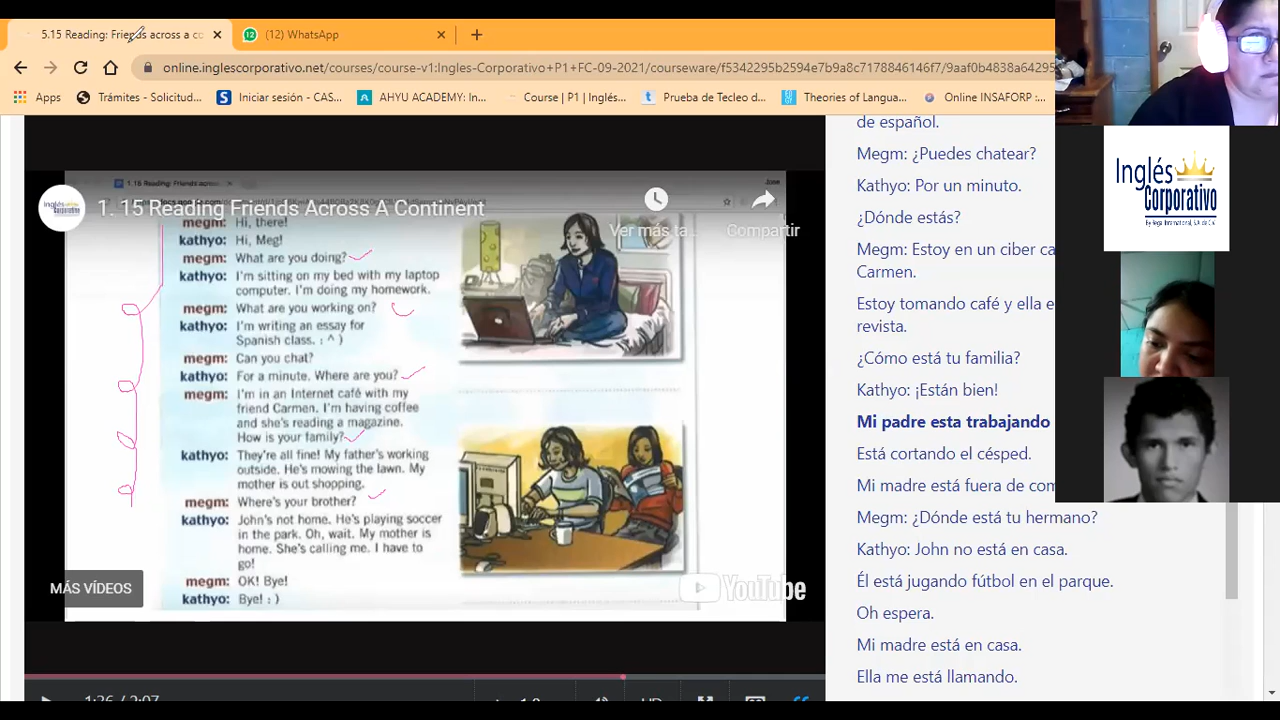 5.15 Reading: Friends across a co
(12) WhatsApp
online.inglescorporativo.net/courses/course-v1:Ingles-Corporativo+P1+FC-09-2021/courseware/f5342295b2594e7b9a8c7178846146f7/9aaf0b4838a64295
Apps
Trámites - Solicitud...
Iniciar sesión - CAS...
AHYU ACADEMY: In...
Course | P1 | Inglés...
Prueba de Tecleo d...
Theories of Langua...
Online INSAFORP :...
1. 15 Reading Friends Across A Continent
Ver más ta...
Compartir
megm: Hi, there!
kathyo: Hi, Meg!
megm: What are you doing?
kathyo: I'm sitting on my bed with my laptop
computer. I'm doing my homework.
megm: What are you working on?
kathyo: I'm writing an essay for
Spanish class. : ^ )
megm: Can you chat?
kathyo: For a minute. Where are you?
megm: I'm in an Internet café with my
friend Carmen. I'm having coffee
and she's reading a magazine.
How is your family?
kathyo: They're all fine! My father's working
outside. He's mowing the lawn. My
mother is out shopping.
megm: Where's your brother?
kathyo: John's not home. He's playing soccer
in the park. Oh, wait. My mother is
home. She's calling me. I have to
go!
megm: OK! Bye!
kathyo: Bye! : )
MÁS VÍDEOS
YouTube
1:36 / 2:07
de español.
Megm: ¿Puedes chatear?
Kathyo: Por un minuto.
¿Dónde estás?
Megm: Estoy en un ciber ca
Carmen.
Estoy tomando café y ella e
revista.
¿Cómo está tu familia?
Kathyo: ¡Están bien!
Mi padre esta trabajando
Está cortando el césped.
Mi madre está fuera de com
Megm: ¿Dónde está tu hermano?
Kathyo: John no está en casa.
Él está jugando fútbol en el parque.
Oh espera.
Mi madre está en casa.
Ella me está llamando.
Inglés
Corporativo